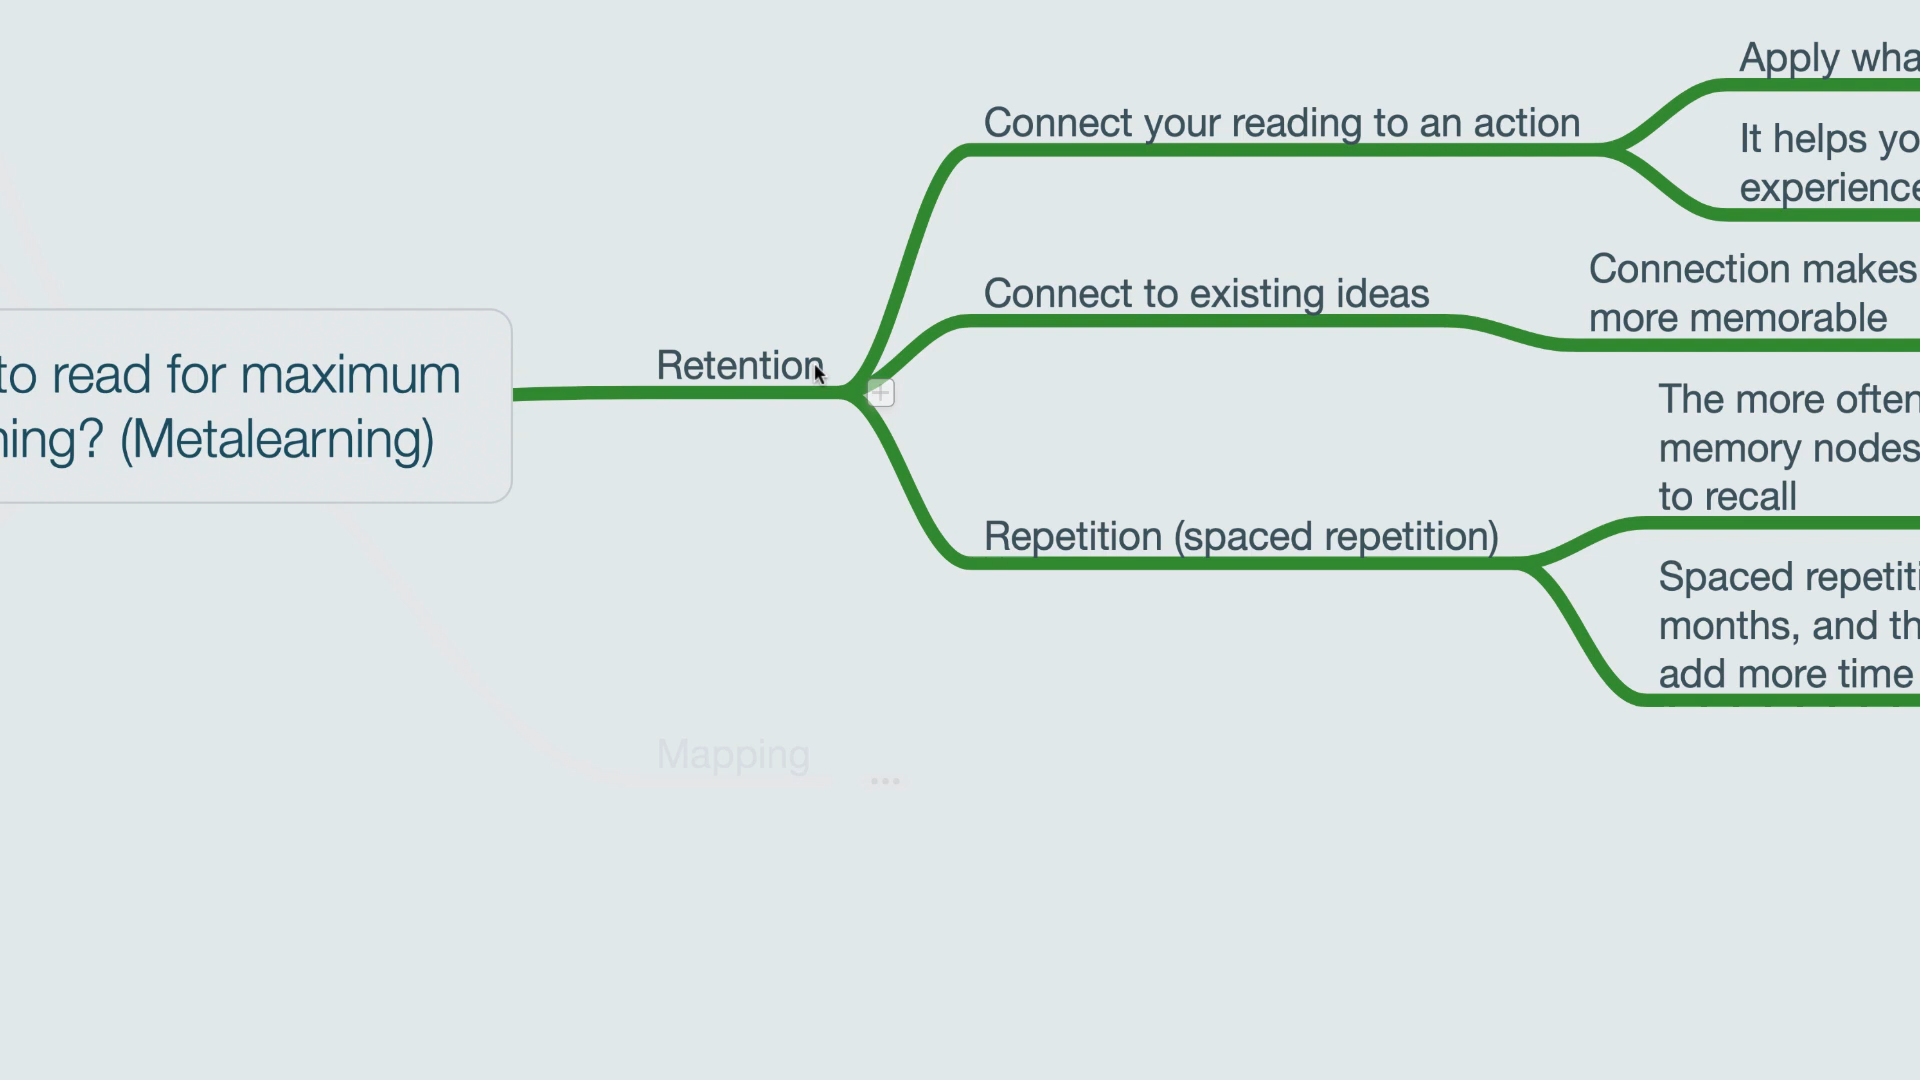 to read for maximum
ning? (Metalearning)
Retention
Connect your reading to an action
Apply wha
It helps yo
experience
Connect to existing ideas
Connection makes
more memorable
Repetition (spaced repetition)
The more often
memory nodes
to recall
Spaced repetiti
months, and th
add more time
Mapping